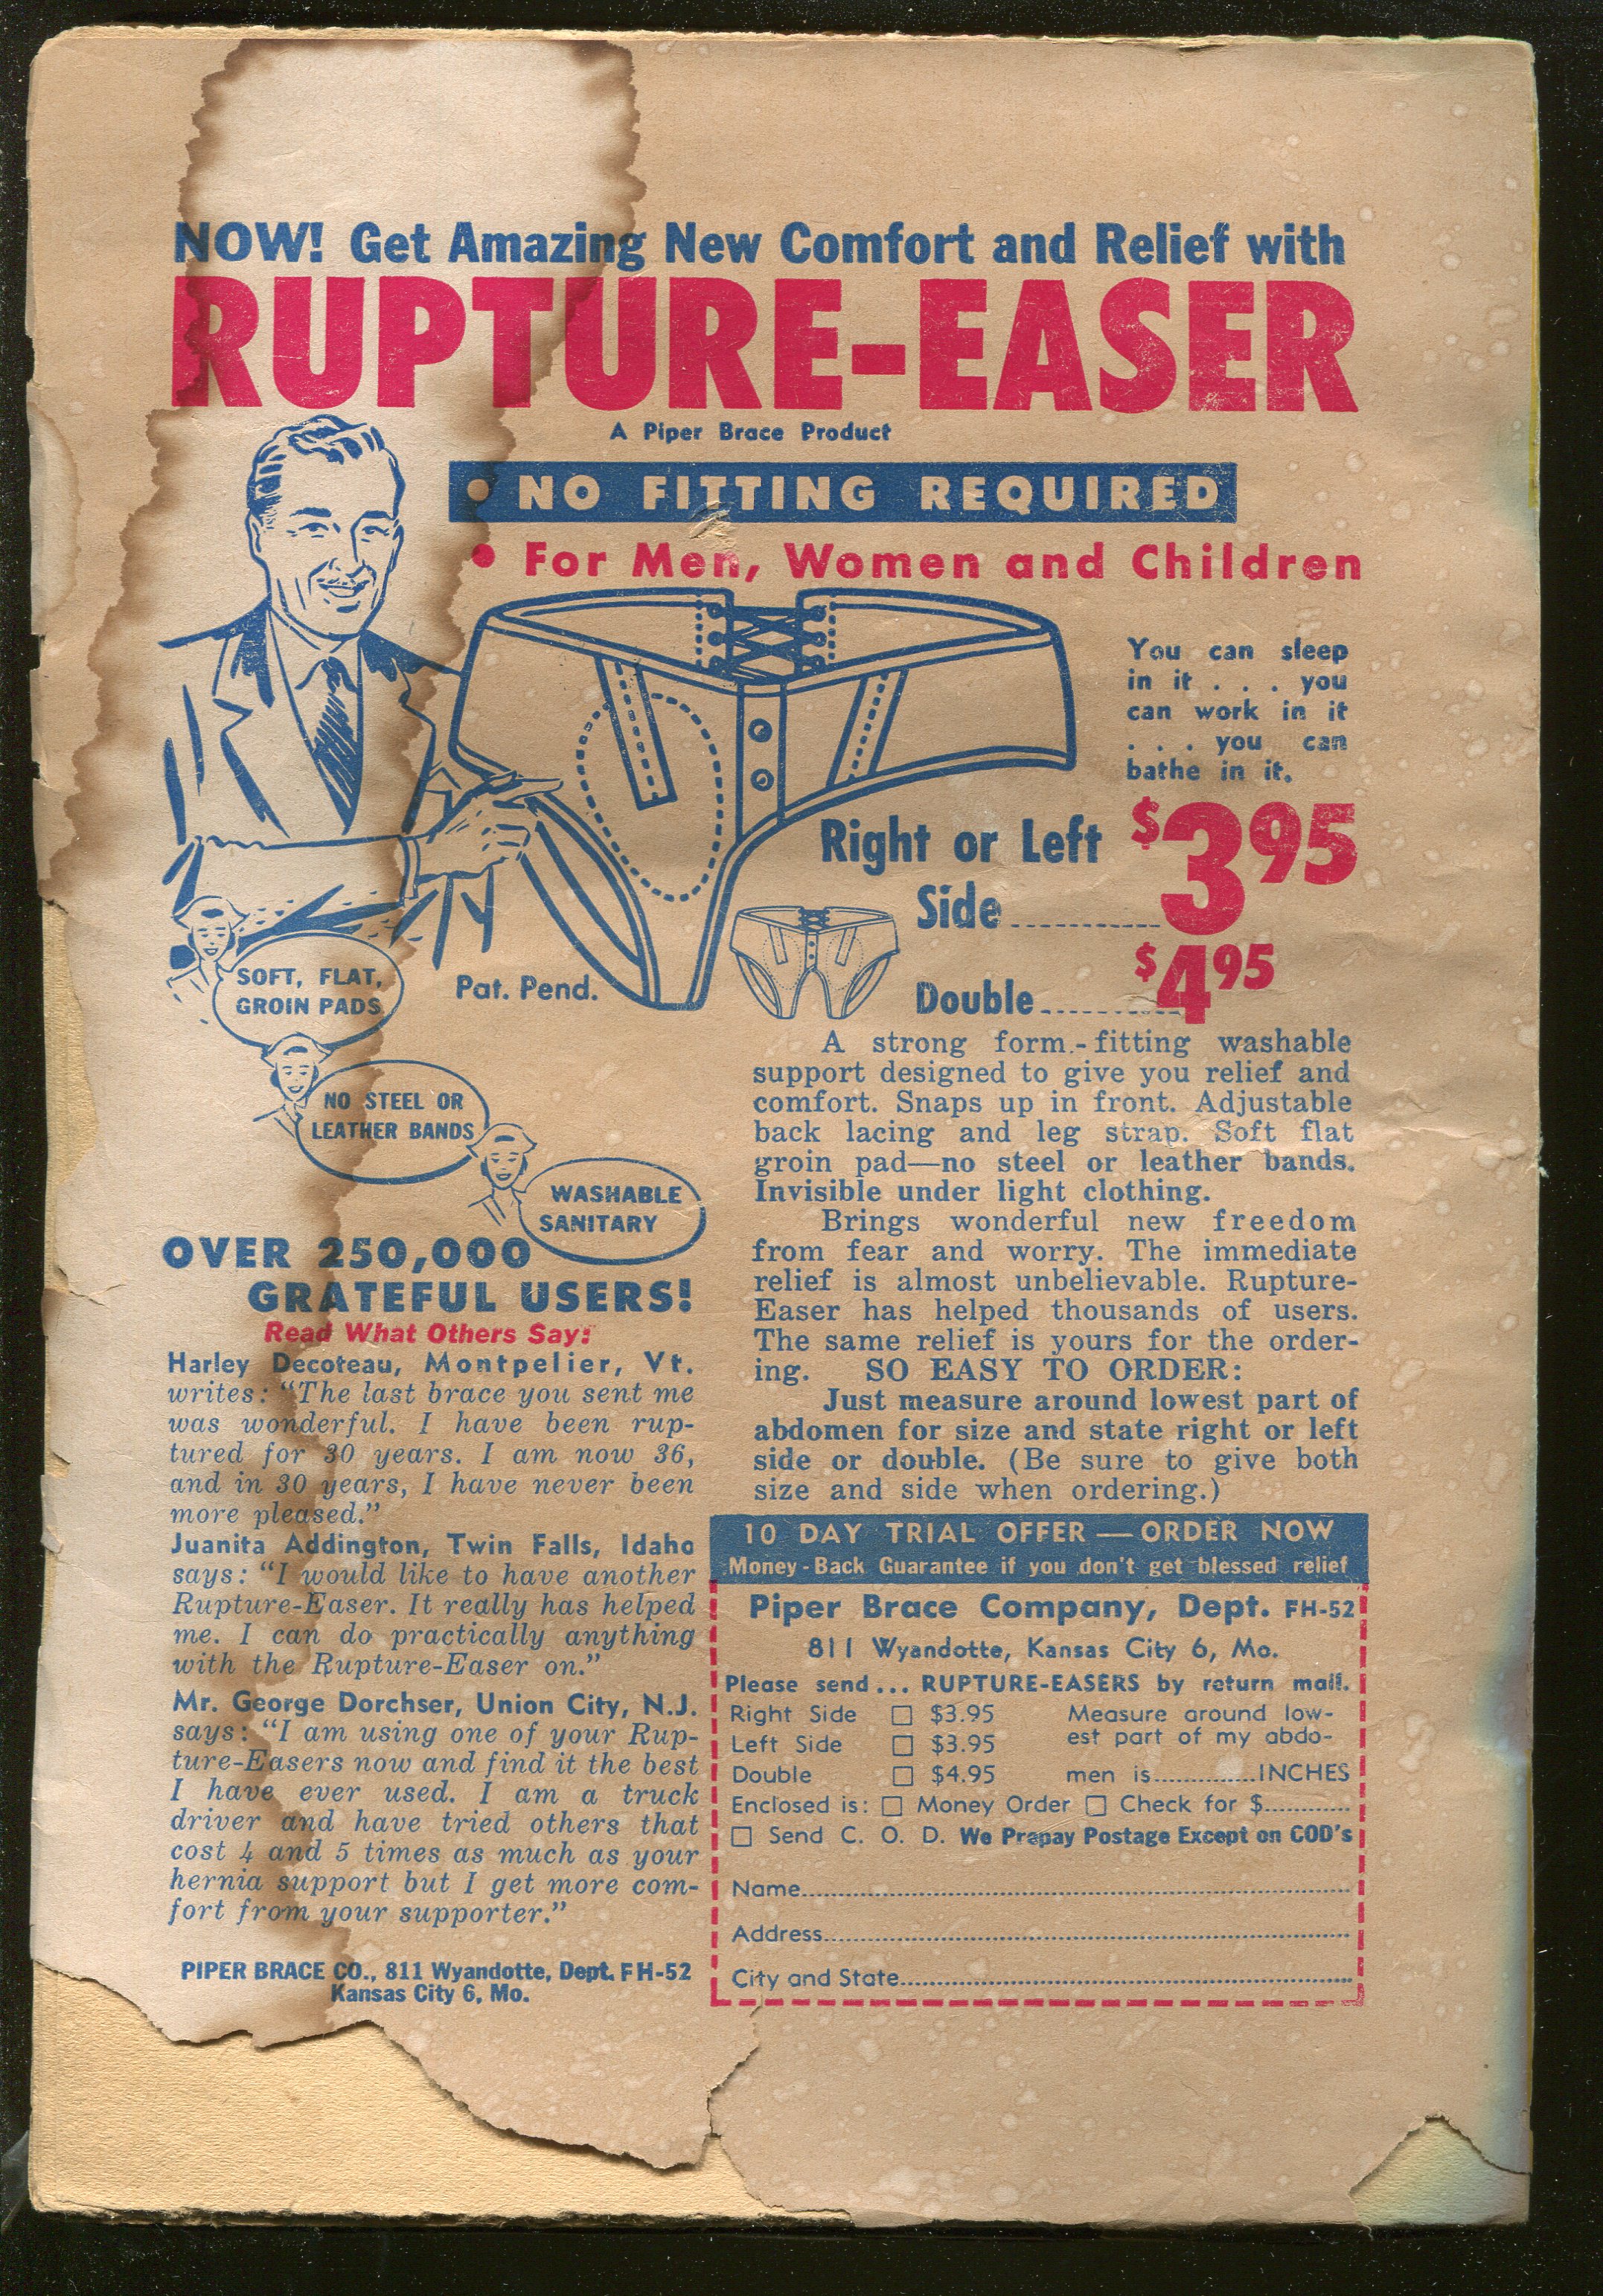 NOW! Get Amazing New Comfort and Relief with
RUPTURE-EASER
A Piper Brace Product
• NO FITTING REQUIRED
• For Men, Women and Children
You can sleep
in it . . . you
can work in it
. . . you can
bathe in it.
Right or Left
Side............ $3.95
Double............ $4.95
Pat. Pend.
SOFT, FLAT,
GROIN PADS
NO STEEL OR
LEATHER BANDS
WASHABLE
SANITARY
OVER 250,000
GRATEFUL USERS!
Read What Others Say:
Harley Decoteau, Montpelier, Vt.
writes: "The last brace you sent me
was wonderful. I have been rup-
tured for 30 years. I am now 36,
and in 30 years, I have never been
more pleased."
Juanita Addington, Twin Falls, Idaho
says: "I would like to have another
Rupture-Easer. It really has helped
me. I can do practically anything
with the Rupture-Easer on."
Mr. George Dorchser, Union City, N.J.
says: "I am using one of your Rup-
ture-Easers now and find it the best
I have ever used. I am a truck
driver and have tried others that
cost 4 and 5 times as much as your
hernia support but I get more com-
fort from your supporter."
PIPER BRACE CO., 811 Wyandotte, Dept. FH-52
Kansas City 6, Mo.
A strong form-fitting washable
support designed to give you relief and
comfort. Snaps up in front. Adjustable
back lacing and leg strap. Soft flat
groin pad—no steel or leather bands.
Invisible under light clothing.
Brings wonderful new freedom
from fear and worry. The immediate
relief is almost unbelievable. Rupture-
Easer has helped thousands of users.
The same relief is yours for the order-
ing. SO EASY TO ORDER:
Just measure around lowest part of
abdomen for size and state right or left
side or double. (Be sure to give both
size and side when ordering.)
10 DAY TRIAL OFFER — ORDER NOW
Money-Back Guarantee if you don't get blessed relief
Piper Brace Company, Dept. FH-52
811 Wyandotte, Kansas City 6, Mo.
Please send... RUPTURE-EASERS by return mail.
Right Side □ $3.95 Measure around low-
Left Side □ $3.95 est part of my abdo-
Double □ $4.95 men is..............INCHES
Enclosed is: □ Money Order □ Check for $............
□ Send C. O. D. We Prepay Postage Except on COD's
Name............
Address............
City and State............